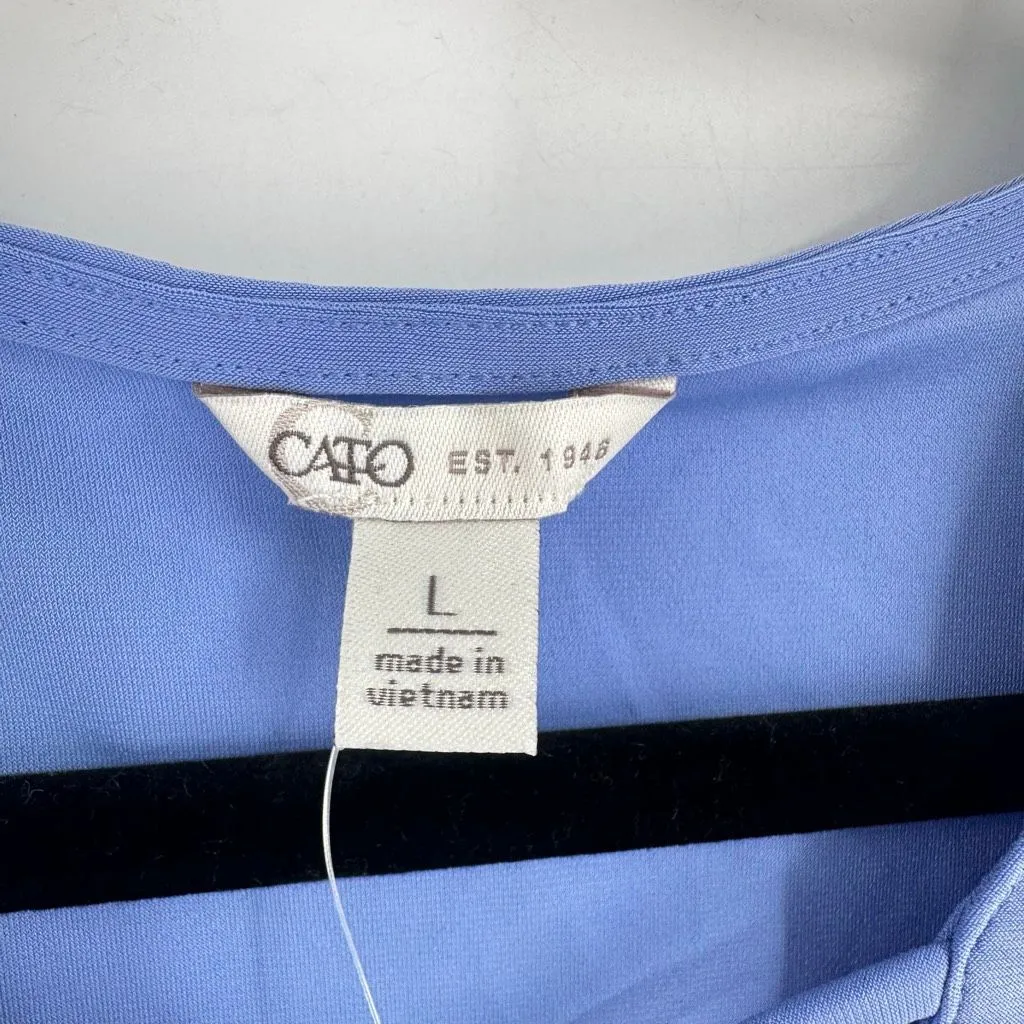 CATO EST. 1946
L
made in
vietnam